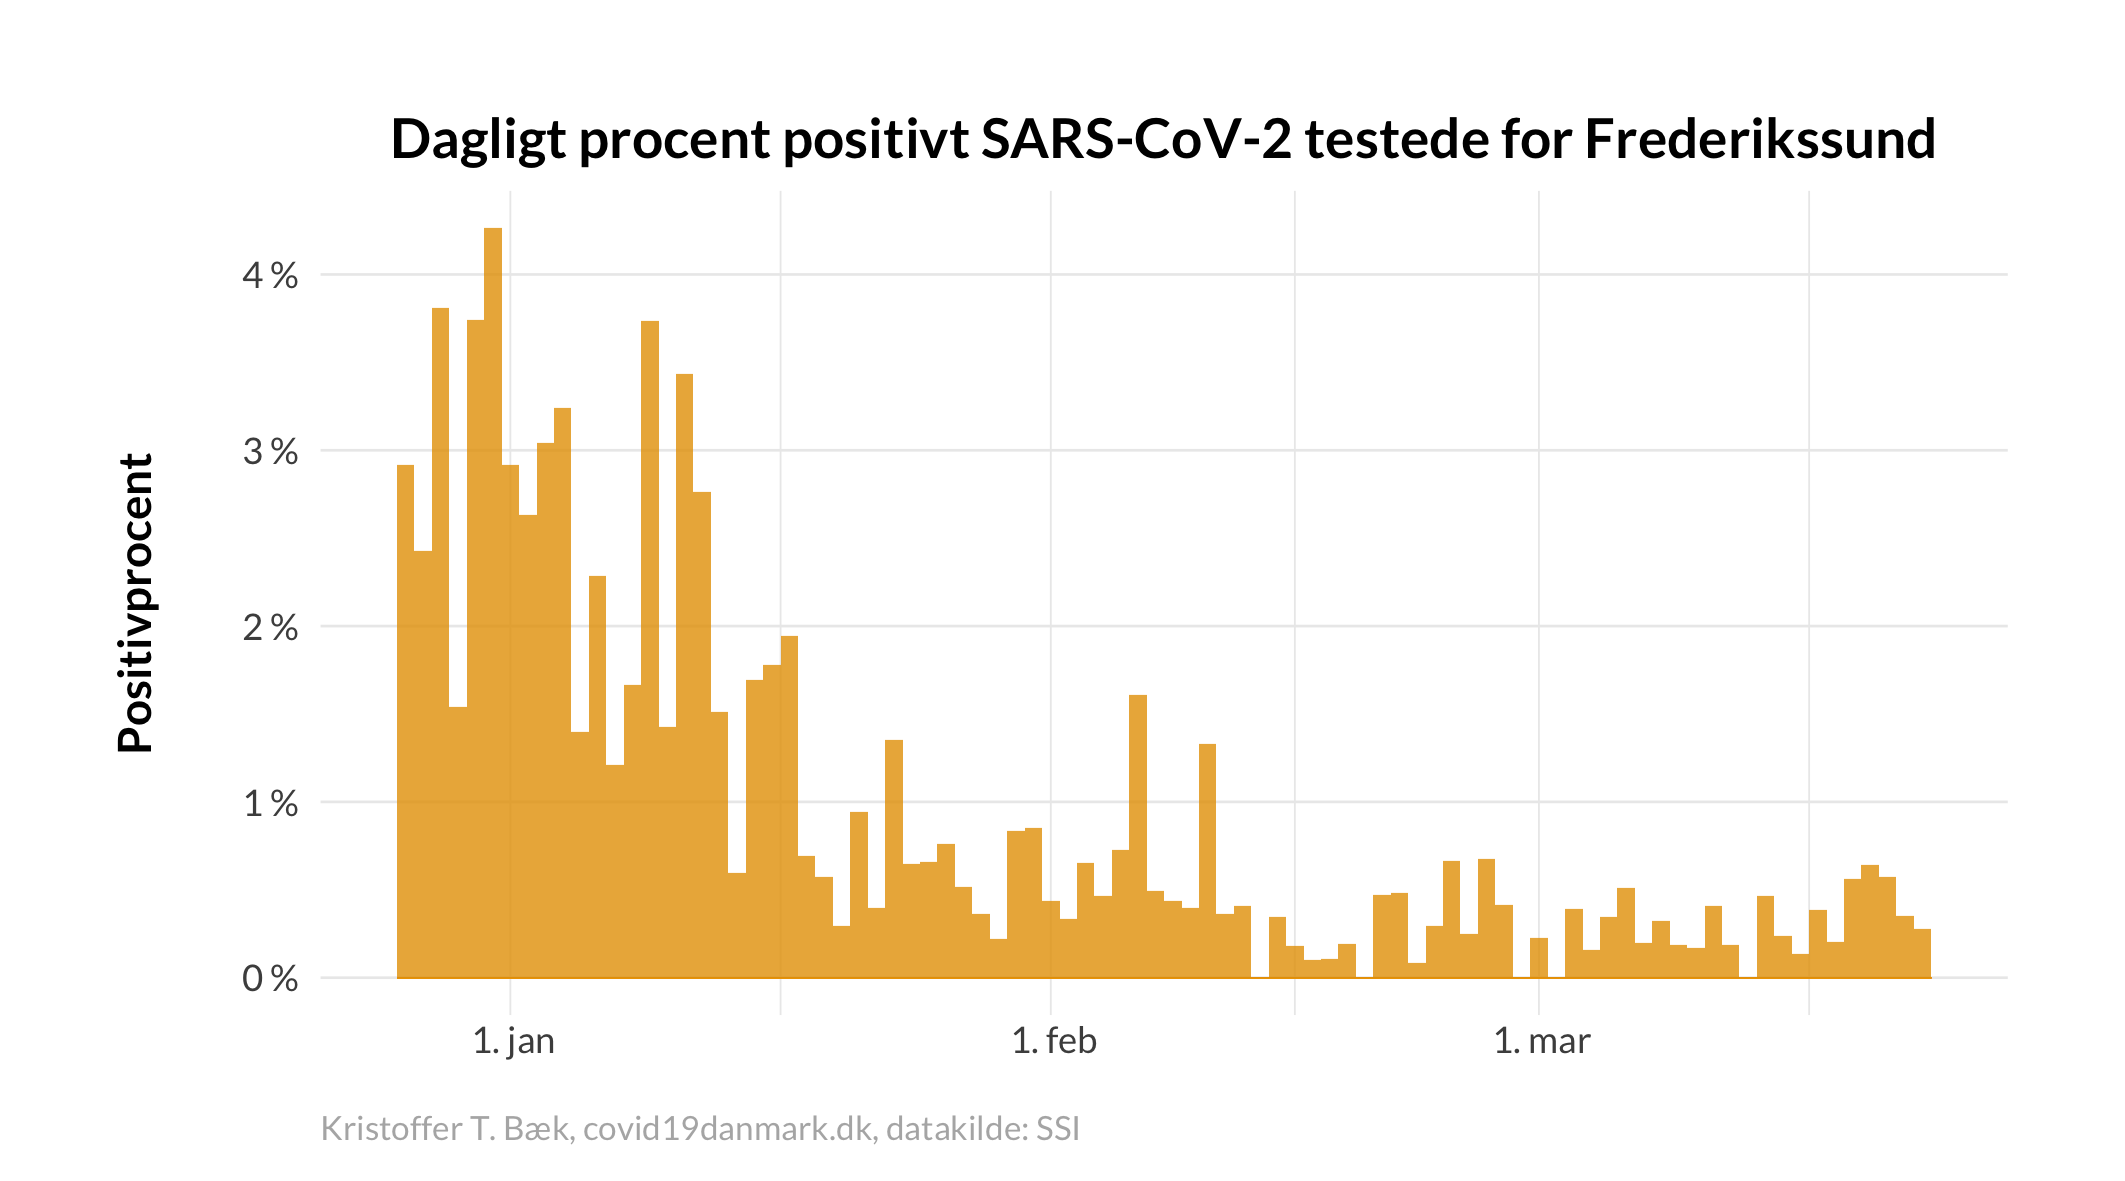 Dagligt procent positivt SARS-CoV-2 testede for Frederikssund
Positivprocent
4 %
3 %
2 %
1 %
0 %
1. jan
1. feb
1. mar
Kristoffer T. Bæk, covid19danmark.dk, datakilde: SSI